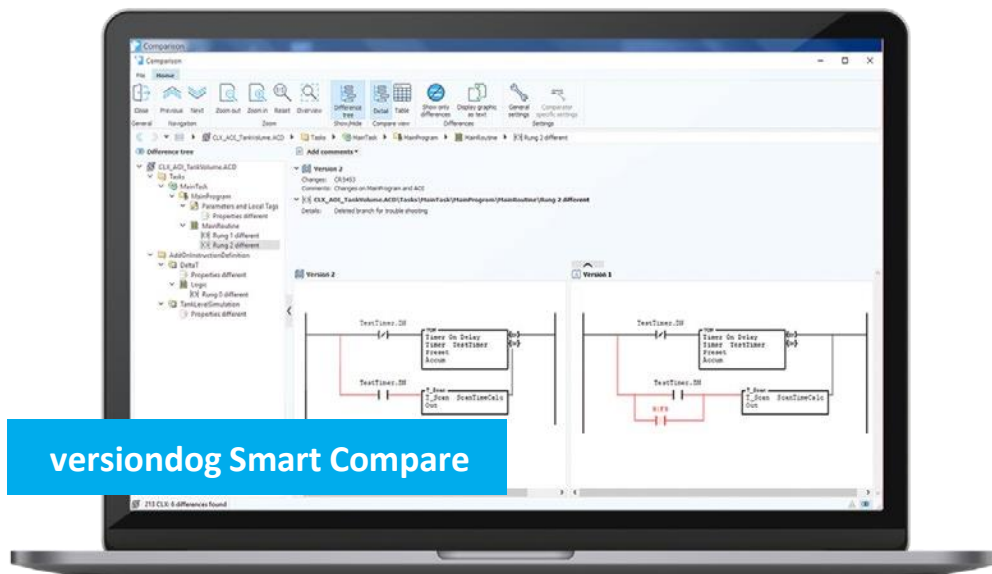 Comparison
Comparison
File Home
Close Previous Next Zoom out Zoom in Reset Overview Difference tree Detail Table Show only differences Display graphic as text General settings Comparator specific settings
General Navigation Zoom Show/Hide Compare view Differences Settings
CLX_AOI_TankVolume.ACD Tasks MainTask MainProgram MainRoutine Rung 2 different
Difference tree
Add comments
CLX_AOI_TankVolume.ACD
Tasks
MainTask
MainProgram
Parameters and Local Tags
Properties different
MainRoutine
Rung 1 different
Rung 2 different
AddOnInstructionDefinition
DeltaT
Properties different
Logic
Rung 0 different
TankLevelSimulation
Properties different
Version 2
Changes: CR5493
Comments: Changes on MainProgram and AOI
CLX_AOI_TankVolume.ACD\Tasks\MainTask\MainProgram\MainRoutine\Rung 2 different
Details: Deleted branch for trouble shooting
Version 2
TestTimer.DN
TON
Timer On Delay
Timer TestTimer
Preset
Accum
TestTimer.DN
T_Scan
T_Scan ScanTimeCalc
Out
Version 1
TestTimer.DN
TON
Timer On Delay
Timer TestTimer
Preset
Accum
TestTimer.DN
T_Scan
T_Scan ScanTimeCalc
Out
versiondog Smart Compare
213 CLX: 6 differences found